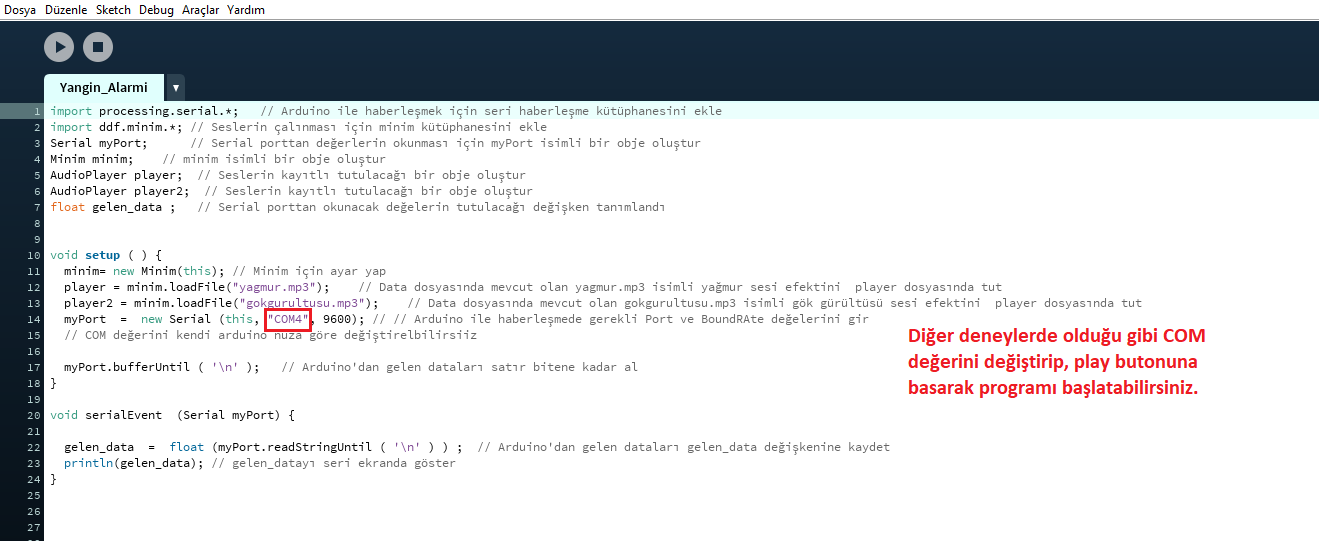 Dosya Düzenle Sketch Debug Araçlar Yardım
Yangin_Alarmi ▼
1 import processing.serial.*;   // Arduino ile haberleşmek için seri haberleşme kütüphanesini ekle
2 import ddf.minim.*; // Seslerin çalınması için minim kütüphanesini ekle
3 Serial myPort;      // Serial porttan değerlerin okunması için myPort isimli bir obje oluştur
4 Minim minim;    // minim isimli bir obje oluştur
5 AudioPlayer player;  // Seslerin kayıtlı tutulacağı bir obje oluştur
6 AudioPlayer player2;  // Seslerin kayıtlı tutulacağı bir obje oluştur
7 float gelen_data ;   // Serial porttan okunacak değelerin tutulacağı değişken tanımlandı
8
9
10 void setup ( ) {
11   minim= new Minim(this); // Minim için ayar yap
12   player = minim.loadFile("yagmur.mp3");    // Data dosyasında mevcut olan yagmur.mp3 isimli yağmur sesi efektini  player dosyasında tut
13   player2 = minim.loadFile("gokgurultusu.mp3");    // Data dosyasında mevcut olan gokgurultusu.mp3 isimli gök gürültüsü sesi efektini  player dosyasında tut
14   myPort  =  new Serial (this, "COM4", 9600); // // Arduino ile haberleşmede gerekli Port ve BoundRAte değelerini gir
15   // COM değerini kendi arduino nuza göre değiştirelbilirsiiz
16
17   myPort.bufferUntil ( '\n' );   // Arduino'dan gelen dataları satır bitene kadar al
18 }
19
20 void serialEvent  (Serial myPort) {
21
22   gelen_data  =  float (myPort.readStringUntil ( '\n' ) ) ;  // Arduino'dan gelen dataları gelen_data değişkenine kaydet
23   println(gelen_data); // gelen_datayı seri ekranda göster
24 }
25
26
27
Diğer deneylerde olduğu gibi COM
değerini değiştirip, play butonuna
basarak programı başlatabilirsiniz.